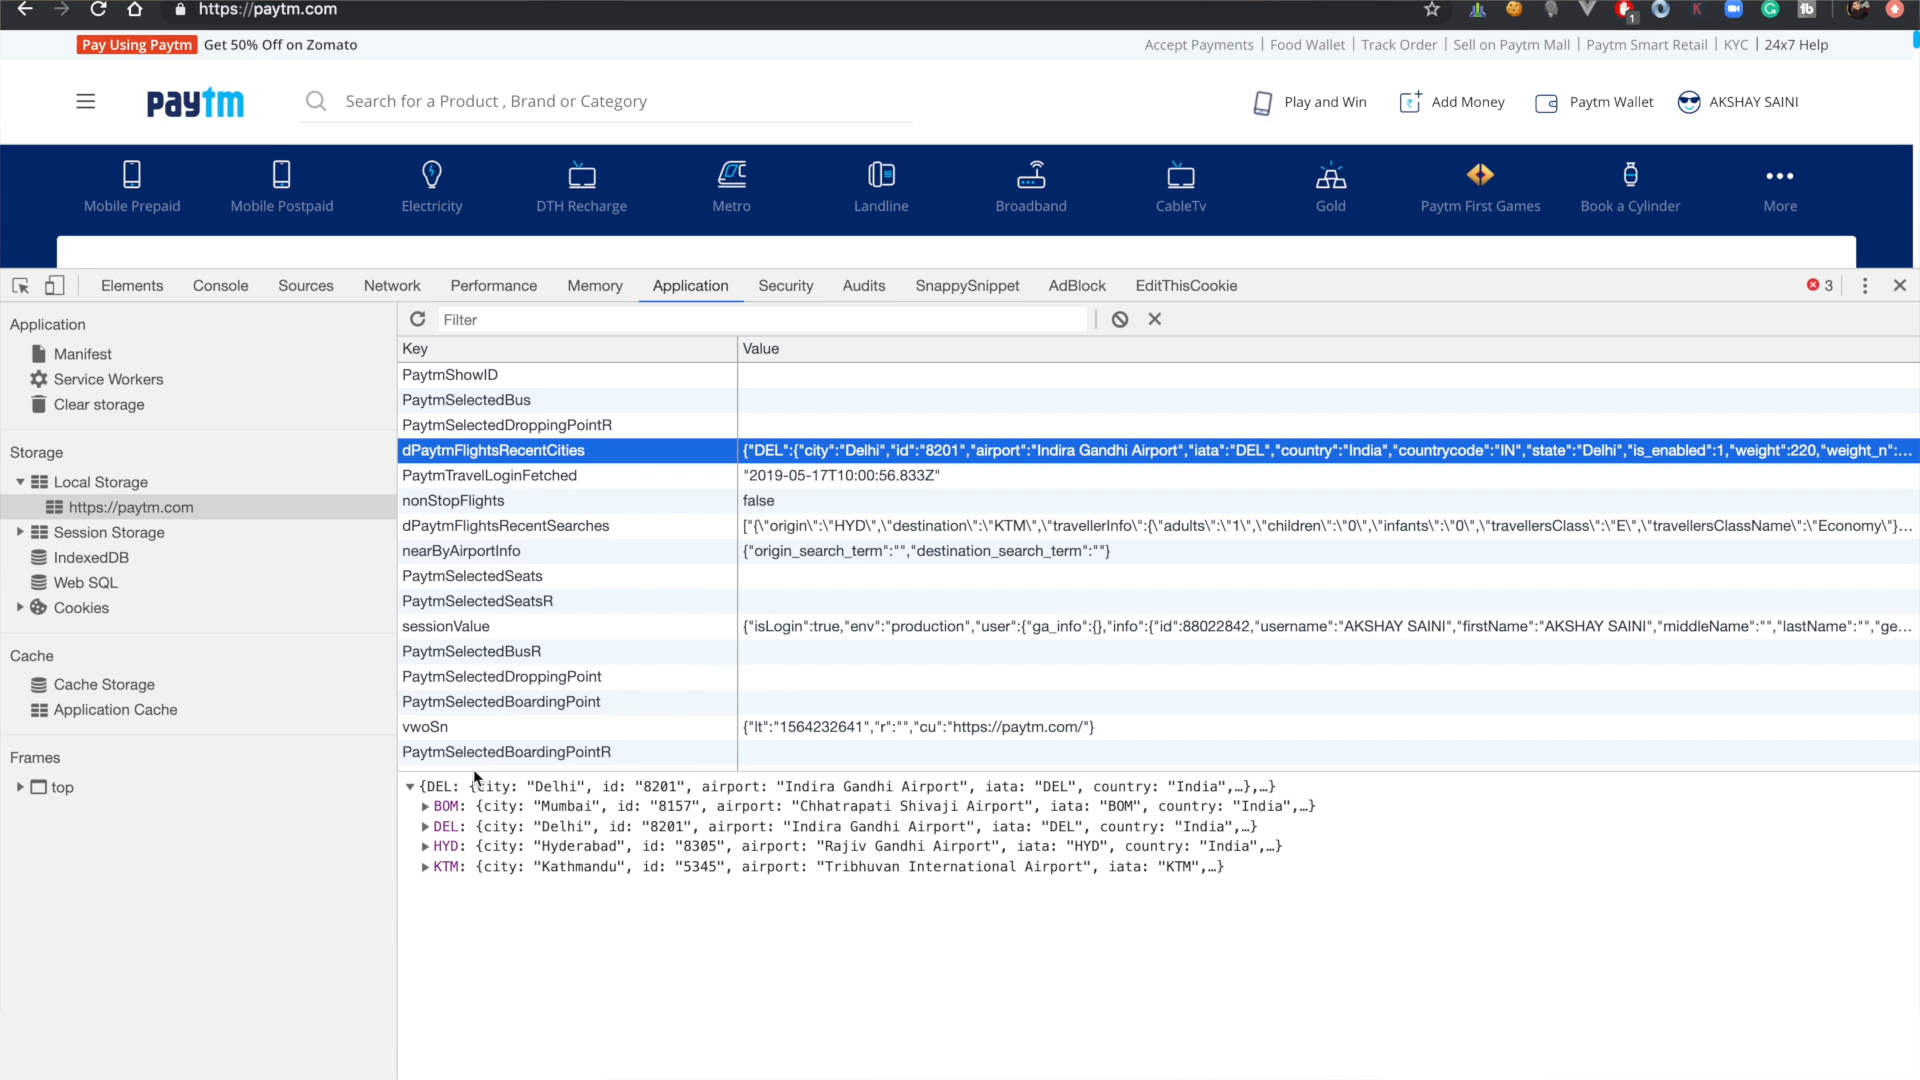 https://paytm.com
1
Pay Using Paytm Get 50% Off on Zomato
Accept Payments | Food Wallet | Track Order | Sell on Paytm Mall | Paytm Smart Retail | KYC | 24x7 Help
paytm
Search for a Product , Brand or Category
Play and Win
Add Money
Paytm Wallet
AKSHAY SAINI
Mobile Prepaid
Mobile Postpaid
Electricity
DTH Recharge
Metro
Landline
Broadband
CableTv
Gold
Paytm First Games
Book a Cylinder
More
Elements Console Sources Network Performance Memory Application Security Audits SnappySnippet AdBlock EditThisCookie 3
Application
Manifest
Service Workers
Clear storage
Storage
Local Storage
https://paytm.com
Session Storage
IndexedDB
Web SQL
Cookies
Cache
Cache Storage
Application Cache
Frames
top
Filter
Key Value
PaytmShowID
PaytmSelectedBus
PaytmSelectedDroppingPointR
dPaytmFlightsRecentCities {"DEL":{"city":"Delhi","id":"8201","airport":"Indira Gandhi Airport","iata":"DEL","country":"India","countrycode":"IN","state":"Delhi","is_enabled":1,"weight":220,"weight_n":...
PaytmTravelLoginFetched "2019-05-17T10:00:56.833Z"
nonStopFlights false
dPaytmFlightsRecentSearches ["{\"origin\":\"HYD\",\"destination\":\"KTM\",\"travellerInfo\":{\"adults\":\"1\",\"children\":\"0\",\"infants\":\"0\",\"travellersClass\":\"E\",\"travellersClassName\":\"Economy\"}...
nearByAirportInfo {"origin_search_term":"","destination_search_term":""}
PaytmSelectedSeats
PaytmSelectedSeatsR
sessionValue {"isLogin":true,"env":"production","user":{"ga_info":{},"info":{"id":88022842,"username":"AKSHAY SAINI","firstName":"AKSHAY SAINI","middleName":"","lastName":"","ge...
PaytmSelectedBusR
PaytmSelectedDroppingPoint
PaytmSelectedBoardingPoint
vwoSn {"lt":"1564232641","r":"","cu":"https://paytm.com/"}
PaytmSelectedBoardingPointR
{DEL: {city: "Delhi", id: "8201", airport: "Indira Gandhi Airport", iata: "DEL", country: "India",…},…}
BOM: {city: "Mumbai", id: "8157", airport: "Chhatrapati Shivaji Airport", iata: "BOM", country: "India",…}
DEL: {city: "Delhi", id: "8201", airport: "Indira Gandhi Airport", iata: "DEL", country: "India",…}
HYD: {city: "Hyderabad", id: "8305", airport: "Rajiv Gandhi Airport", iata: "HYD", country: "India",…}
KTM: {city: "Kathmandu", id: "5345", airport: "Tribhuvan International Airport", iata: "KTM",…}